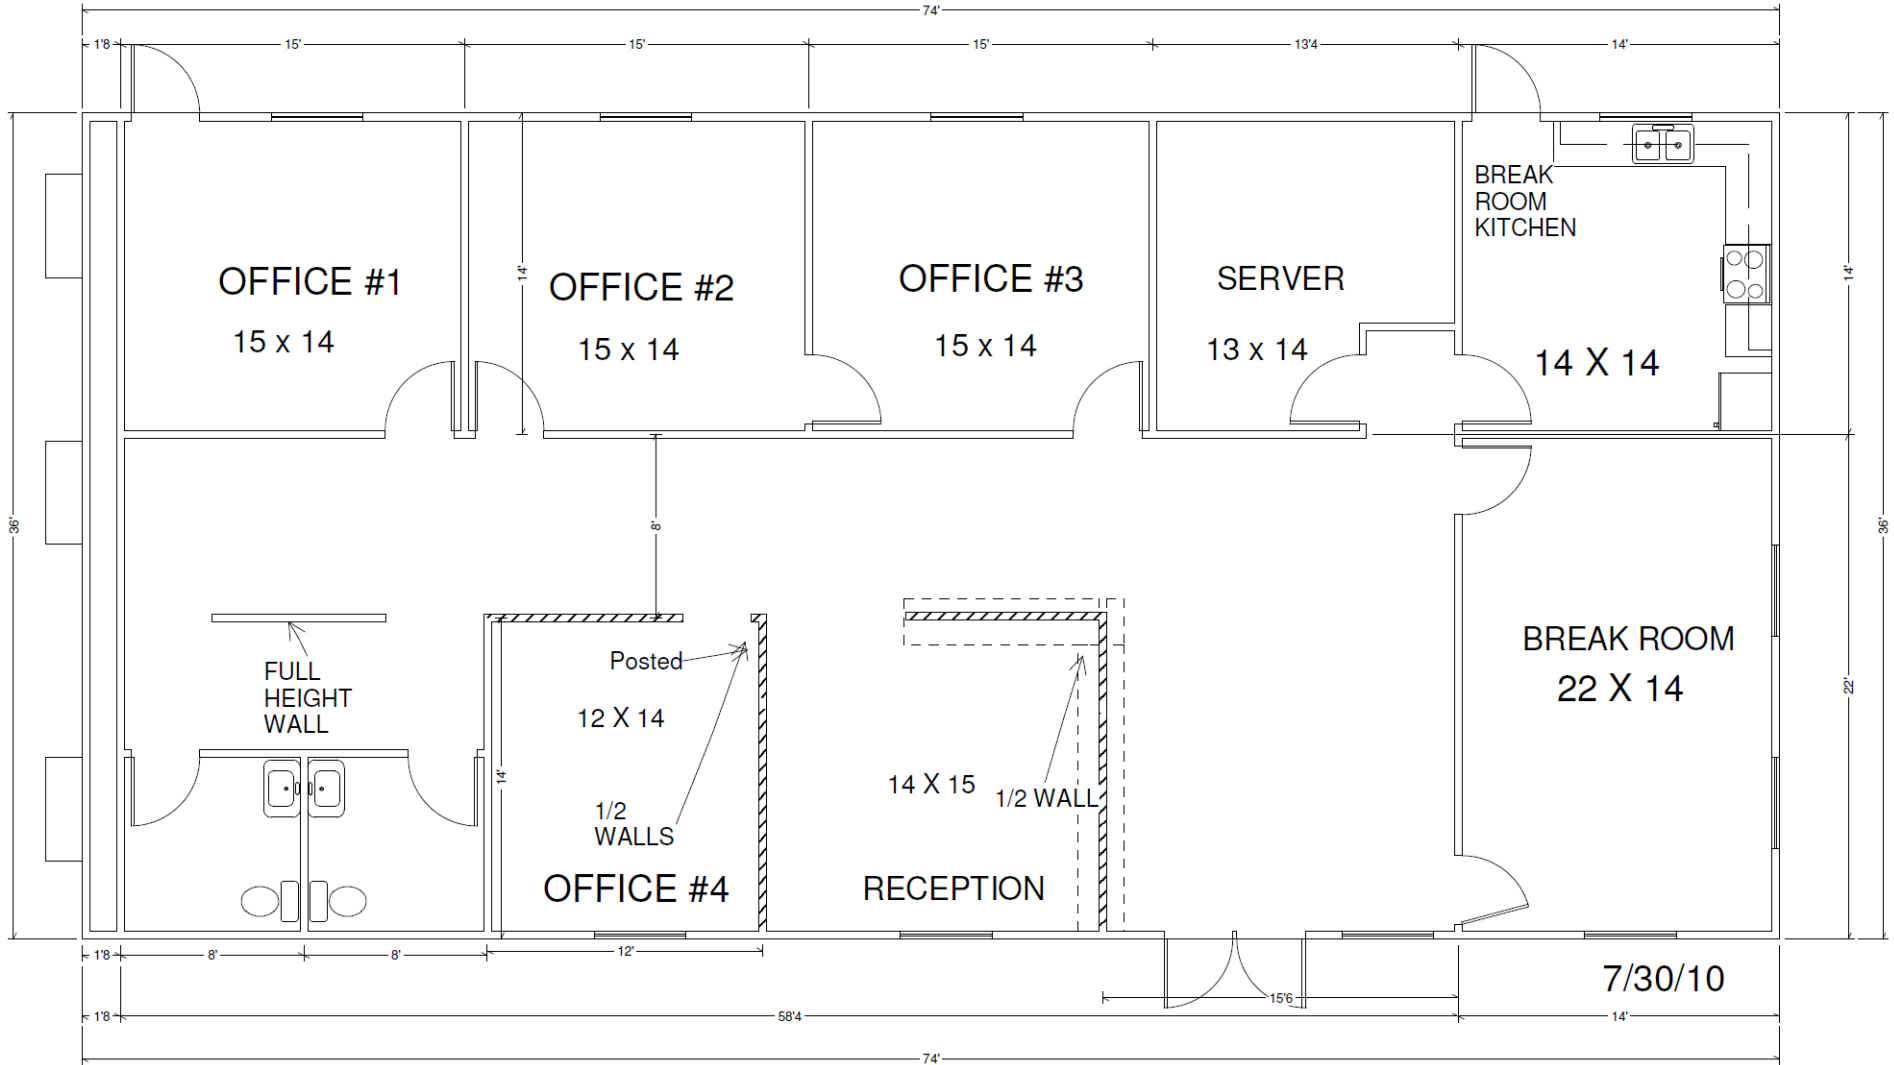 74'
1'8
15'
15'
15'
13'4
14'
BREAK
ROOM
KITCHEN
OFFICE #1
15 x 14
OFFICE #2
15 x 14
14'
OFFICE #3
15 x 14
SERVER
13 x 14
14 X 14
14'
36'
8'
36'
FULL
HEIGHT
WALL
Posted
12 X 14
1/2
WALLS
OFFICE #4
14'
14 X 15
1/2 WALL
RECEPTION
BREAK ROOM
22 X 14
22'
1'8
8'
8'
12'
7/30/10
15'6
1'8
58'4
14'
74'